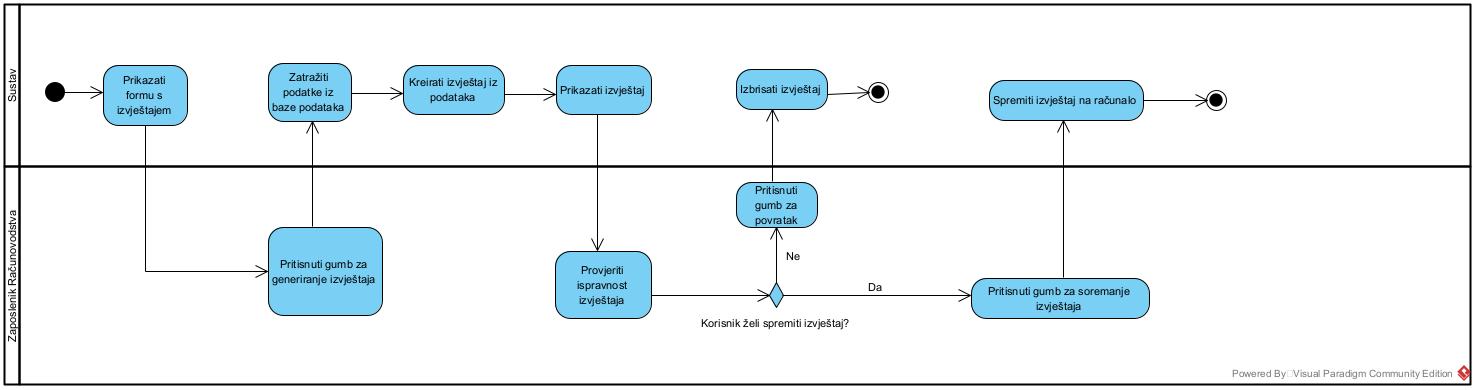 Sustav
Prikazati
formu s
izvještajem
Zatražiti
podatke iz
baze podataka
Kreirati izvještaj iz
podataka
Prikazati izvještaj
Izbrisati izvještaj
Spremiti izvještaj na računalo
Zaposlenik Računovodstva
Pritisnuti gumb za
generiranje izvještaja
Provjeriti
ispravnost
izvještaja
Pritisnuti
gumb za
povratak
Ne
Da
Korisnik želi spremiti izvještaj?
Pritisnuti gumb za soremanje
izvještaja
Powered By Visual Paradigm Community Edition